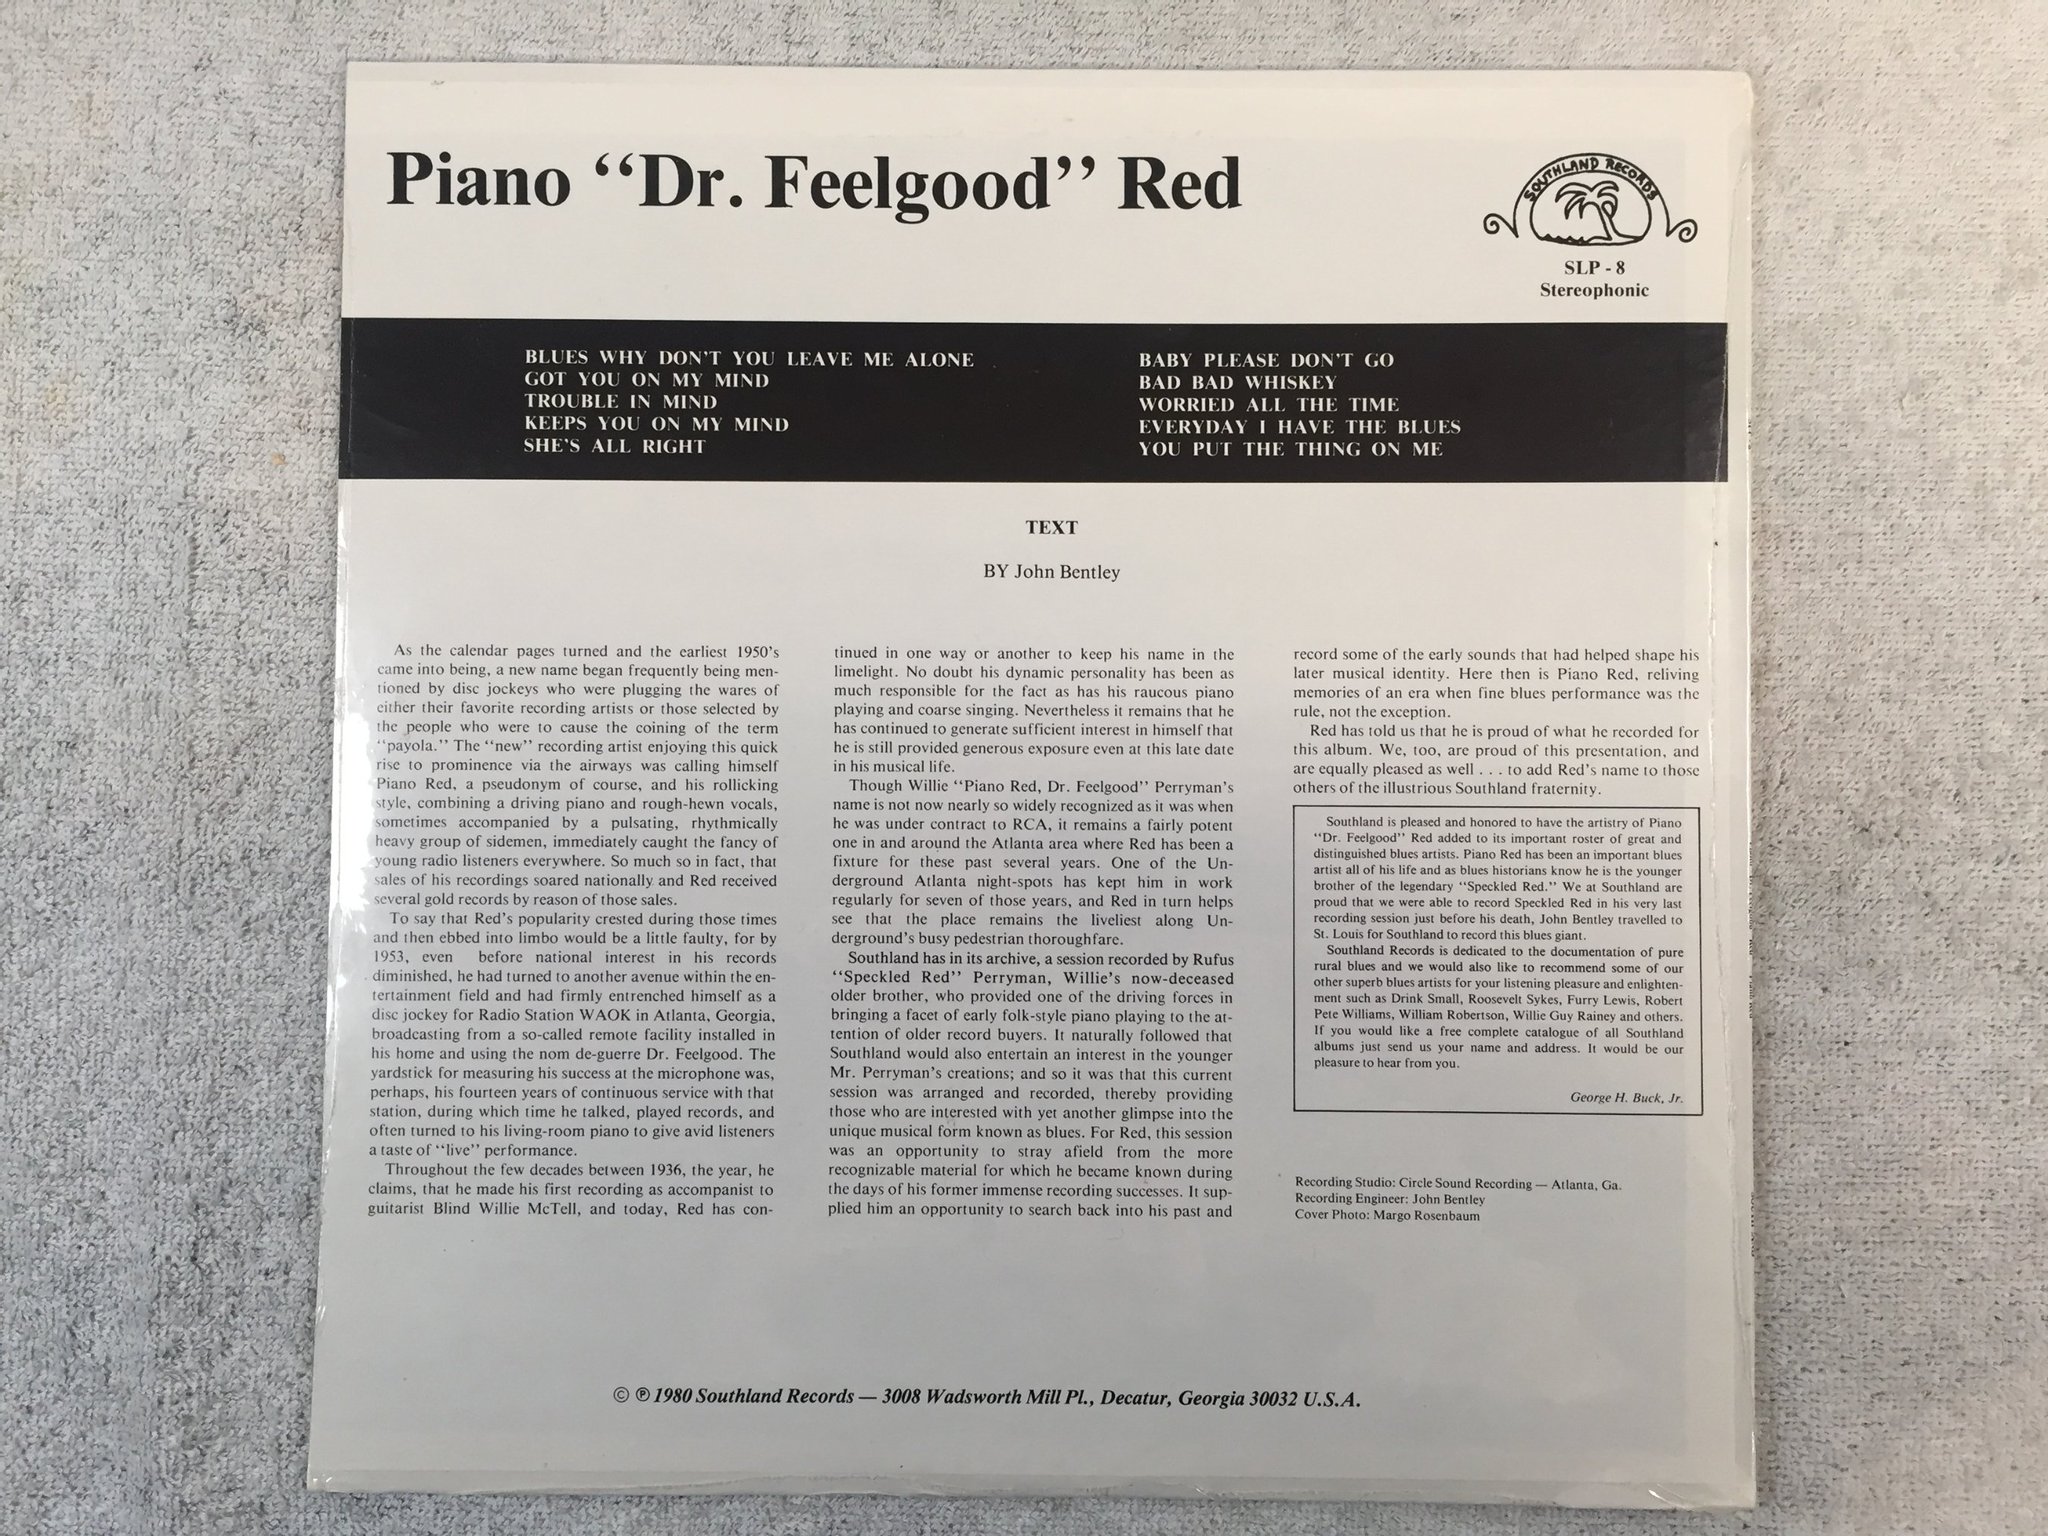 Piano “Dr. Feelgood” Red
SOUTHLAND RECORDS
SLP - 8
Stereophonic
BLUES WHY DON'T YOU LEAVE ME ALONE
GOT YOU ON MY MIND
TROUBLE IN MIND
KEEPS YOU ON MY MIND
SHE'S ALL RIGHT
BABY PLEASE DON'T GO
BAD BAD WHISKEY
WORRIED ALL THE TIME
EVERYDAY I HAVE THE BLUES
YOU PUT THE THING ON ME
TEXT
BY John Bentley
As the calendar pages turned and the earliest 1950's
came into being, a new name began frequently being men-
tioned by disc jockeys who were plugging the wares of
either their favorite recording artists or those selected by
the people who were to cause the coining of the term
“payola.” The “new” recording artist enjoying this quick
rise to prominence via the airways was calling himself
Piano Red, a pseudonym of course, and his rollicking
style, combining a driving piano and rough-hewn vocals,
sometimes accompanied by a pulsating, rhythmically
heavy group of sidemen, immediately caught the fancy of
young radio listeners everywhere. So much so in fact, that
sales of his recordings soared nationally and Red received
several gold records by reason of those sales.
To say that Red's popularity crested during those times
and then ebbed into limbo would be a little faulty, for by
1953, even before national interest in his records
diminished, he had turned to another avenue within the en-
tertainment field and had firmly entrenched himself as a
disc jockey for Radio Station WAOK in Atlanta, Georgia,
broadcasting from a so-called remote facility installed in
his home and using the nom de-guerre Dr. Feelgood. The
yardstick for measuring his success at the microphone was,
perhaps, his fourteen years of continuous service with that
station, during which time he talked, played records, and
often turned to his living-room piano to give avid listeners
a taste of “live” performance.
Throughout the few decades between 1936, the year, he
claims, that he made his first recording as accompanist to
guitarist Blind Willie McTell, and today, Red has con-
tinued in one way or another to keep his name in the
limelight. No doubt his dynamic personality has been as
much responsible for the fact as has his raucous piano
playing and coarse singing. Nevertheless it remains that he
has continued to generate sufficient interest in himself that
he is still provided generous exposure even at this late date
in his musical life.
Though Willie “Piano Red, Dr. Feelgood” Perryman's
name is not now nearly so widely recognized as it was when
he was under contract to RCA, it remains a fairly potent
one in and around the Atlanta area where Red has been a
fixture for these past several years. One of the Un-
derground Atlanta night-spots has kept him in work
regularly for seven of those years, and Red in turn helps
see that the place remains the liveliest along Un-
derground's busy pedestrian thoroughfare.
Southland has in its archive, a session recorded by Rufus
“Speckled Red” Perryman, Willie's now-deceased
older brother, who provided one of the driving forces in
bringing a facet of early folk-style piano playing to the at-
tention of older record buyers. It naturally followed that
Southland would also entertain an interest in the younger
Mr. Perryman's creations; and so it was that this current
session was arranged and recorded, thereby providing
those who are interested with yet another glimpse into the
unique musical form known as blues. For Red, this session
was an opportunity to stray afield from the more
recognizable material for which he became known during
the days of his former immense recording successes. It sup-
plied him an opportunity to search back into his past and
record some of the early sounds that had helped shape his
later musical identity. Here then is Piano Red, reliving
memories of an era when fine blues performance was the
rule, not the exception.
Red has told us that he is proud of what he recorded for
this album. We, too, are proud of this presentation, and
are equally pleased as well . . . to add Red's name to those
others of the illustrious Southland fraternity.
Southland is pleased and honored to have the artistry of Piano
“Dr. Feelgood” Red added to its important roster of great and
distinguished blues artists. Piano Red has been an important blues
artist all of his life and as blues historians know he is the younger
brother of the legendary “Speckled Red.” We at Southland are
proud that we were able to record Speckled Red in his very last
recording session just before his death, John Bentley travelled to
St. Louis for Southland to record this blues giant.
Southland Records is dedicated to the documentation of pure
rural blues and we would also like to recommend some of our
other superb blues artists for your listening pleasure and enlighten-
ment such as Drink Small, Roosevelt Sykes, Furry Lewis, Robert
Pete Williams, William Robertson, Willie Guy Rainey and others.
If you would like a free complete catalogue of all Southland
albums just send us your name and address. It would be our
pleasure to hear from you.
George H. Buck, Jr.
Recording Studio: Circle Sound Recording — Atlanta, Ga.
Recording Engineer: John Bentley
Cover Photo: Margo Rosenbaum
© ℗ 1980 Southland Records — 3008 Wadsworth Mill Pl., Decatur, Georgia 30032 U.S.A.